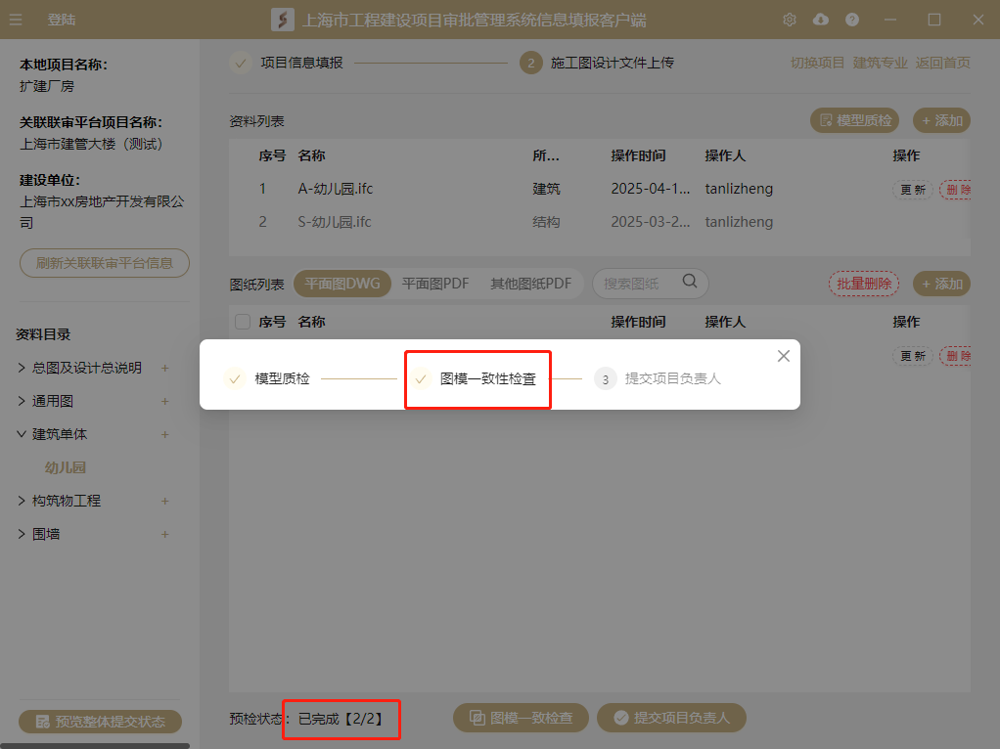 登陆
上海市工程建设项目审批管理系统信息填报客户端
本地项目名称：
扩建厂房
关联联审平台项目名称：
上海市建管大楼（测试）
建设单位：
上海市xx房地产开发有限公
司
刷新关联联审平台信息
资料目录
总图及设计总说明 +
通用图 +
建筑单体 +
幼儿园
构筑物工程 +
围墙 +
预览整体提交状态
项目信息填报
2 施工图设计文件上传
切换项目 建筑专业 返回首页
资料列表
模型质检
+ 添加
序号 名称 所... 操作时间 操作人 操作
1 A-幼儿园.ifc 建筑 2025-04-1... tanlizheng 更新 删除
2 S-幼儿园.ifc 结构 2025-03-2... tanlizheng
图纸列表 平面图DWG 平面图PDF 其他图纸PDF 搜索图纸 批量删除 + 添加
序号 名称 操作时间 操作人 操作
更新 删除
模型质检 图模一致性检查 3 提交项目负责人
预检状态：已完成【2/2】 图模一致检查 提交项目负责人